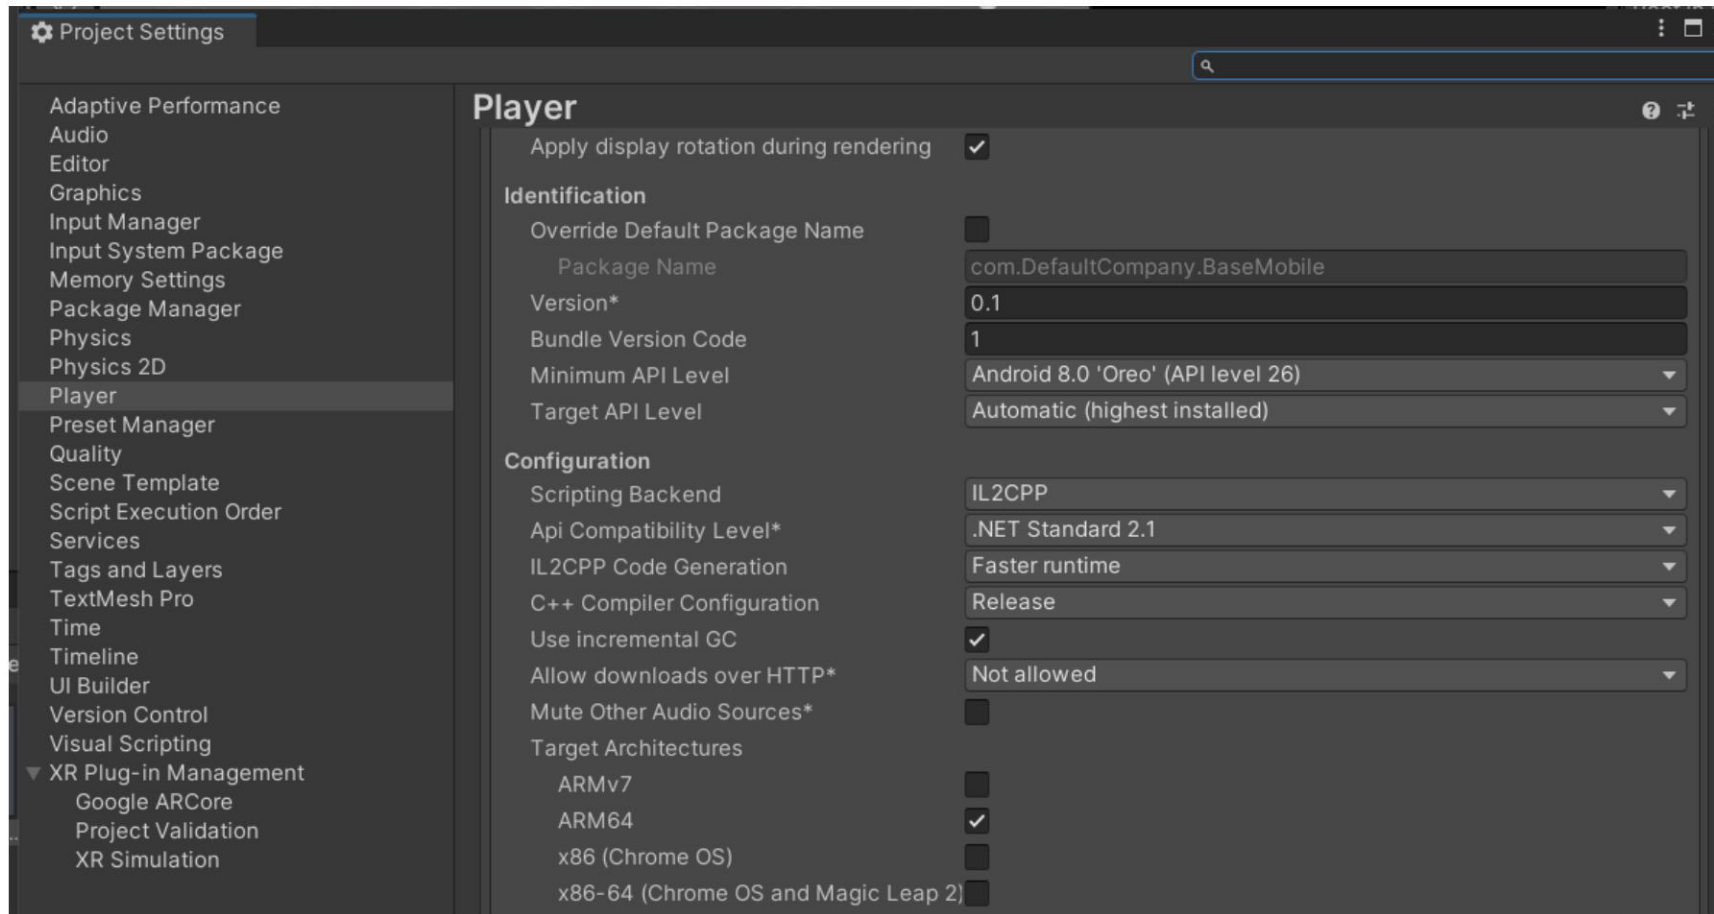 Project Settings
Adaptive Performance
Audio
Editor
Graphics
Input Manager
Input System Package
Memory Settings
Package Manager
Physics
Physics 2D
Player
Preset Manager
Quality
Scene Template
Script Execution Order
Services
Tags and Layers
TextMesh Pro
Time
Timeline
UI Builder
Version Control
Visual Scripting
XR Plug-in Management
Google ARCore
Project Validation
XR Simulation
Player
Apply display rotation during rendering
Identification
Override Default Package Name
Package Name com.DefaultCompany.BaseMobile
Version* 0.1
Bundle Version Code 1
Minimum API Level Android 8.0 'Oreo' (API level 26)
Target API Level Automatic (highest installed)
Configuration
Scripting Backend IL2CPP
Api Compatibility Level* .NET Standard 2.1
IL2CPP Code Generation Faster runtime
C++ Compiler Configuration Release
Use incremental GC
Allow downloads over HTTP* Not allowed
Mute Other Audio Sources*
Target Architectures
ARMv7
ARM64
x86 (Chrome OS)
x86-64 (Chrome OS and Magic Leap 2)